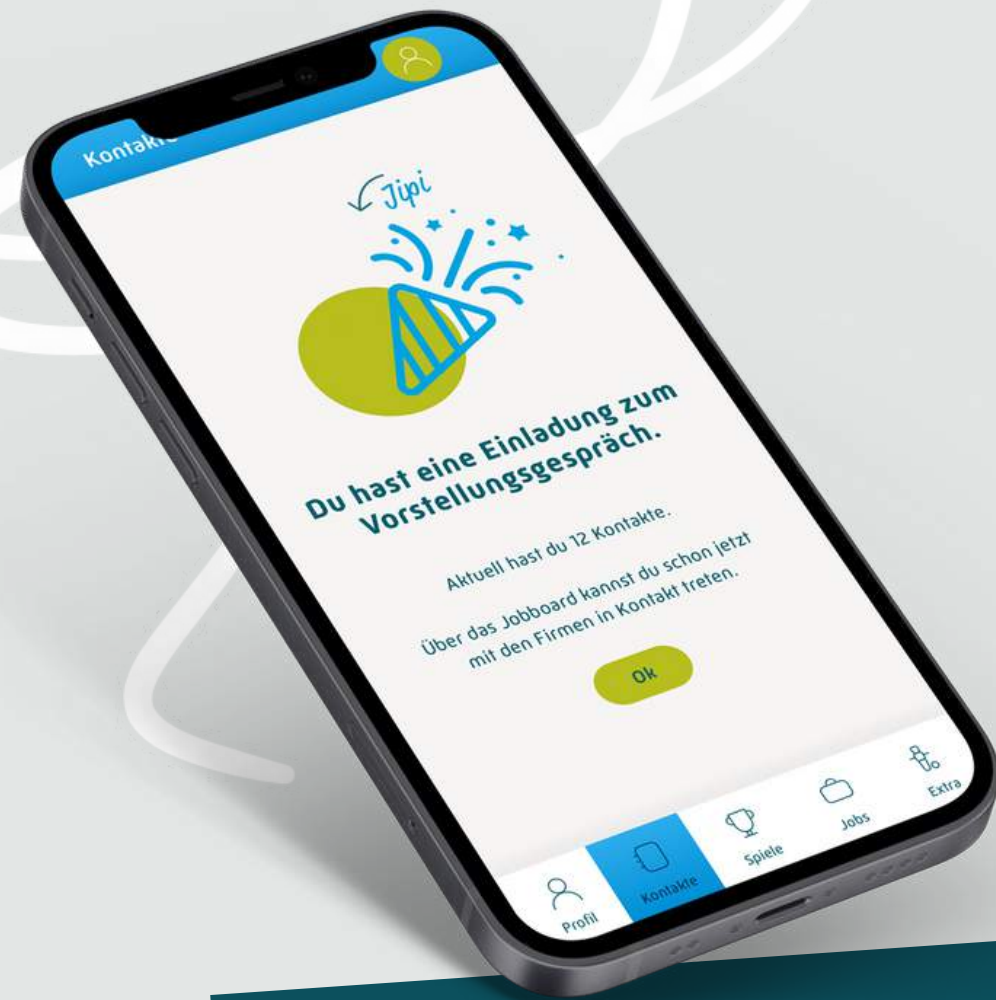 Kontakte
Jipi
Du hast eine Einladung zum
Vorstellungsgespräch.
Aktuell hast du 12 Kontakte.
Über das Jobboard kannst du schon jetzt
mit den Firmen in Kontakt treten.
Ok
Profil
Kontakte
Spiele
Jobs
Extra